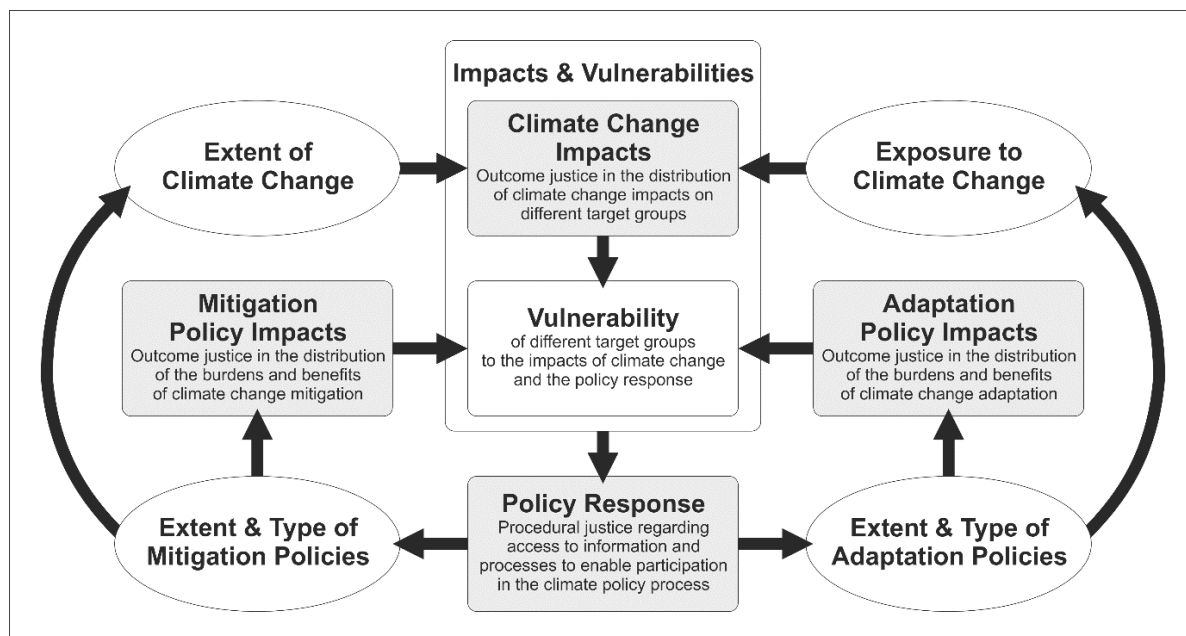 Impacts & Vulnerabilities
Extent of
Climate Change
Climate Change
Impacts
Outcome justice in the distribution
of climate change impacts on
different target groups
Exposure to
Climate Change
Mitigation
Policy Impacts
Outcome justice in the distribution
of the burdens and benefits
of climate change mitigation
Vulnerability
of different target groups
to the impacts of climate change
and the policy response
Adaptation
Policy Impacts
Outcome justice in the distribution
of the burdens and benefits
of climate change adaptation
Extent & Type of
Mitigation Policies
Policy Response
Procedural justice regarding
access to information and
processes to enable participation
in the climate policy process
Extent & Type of
Adaptation Policies